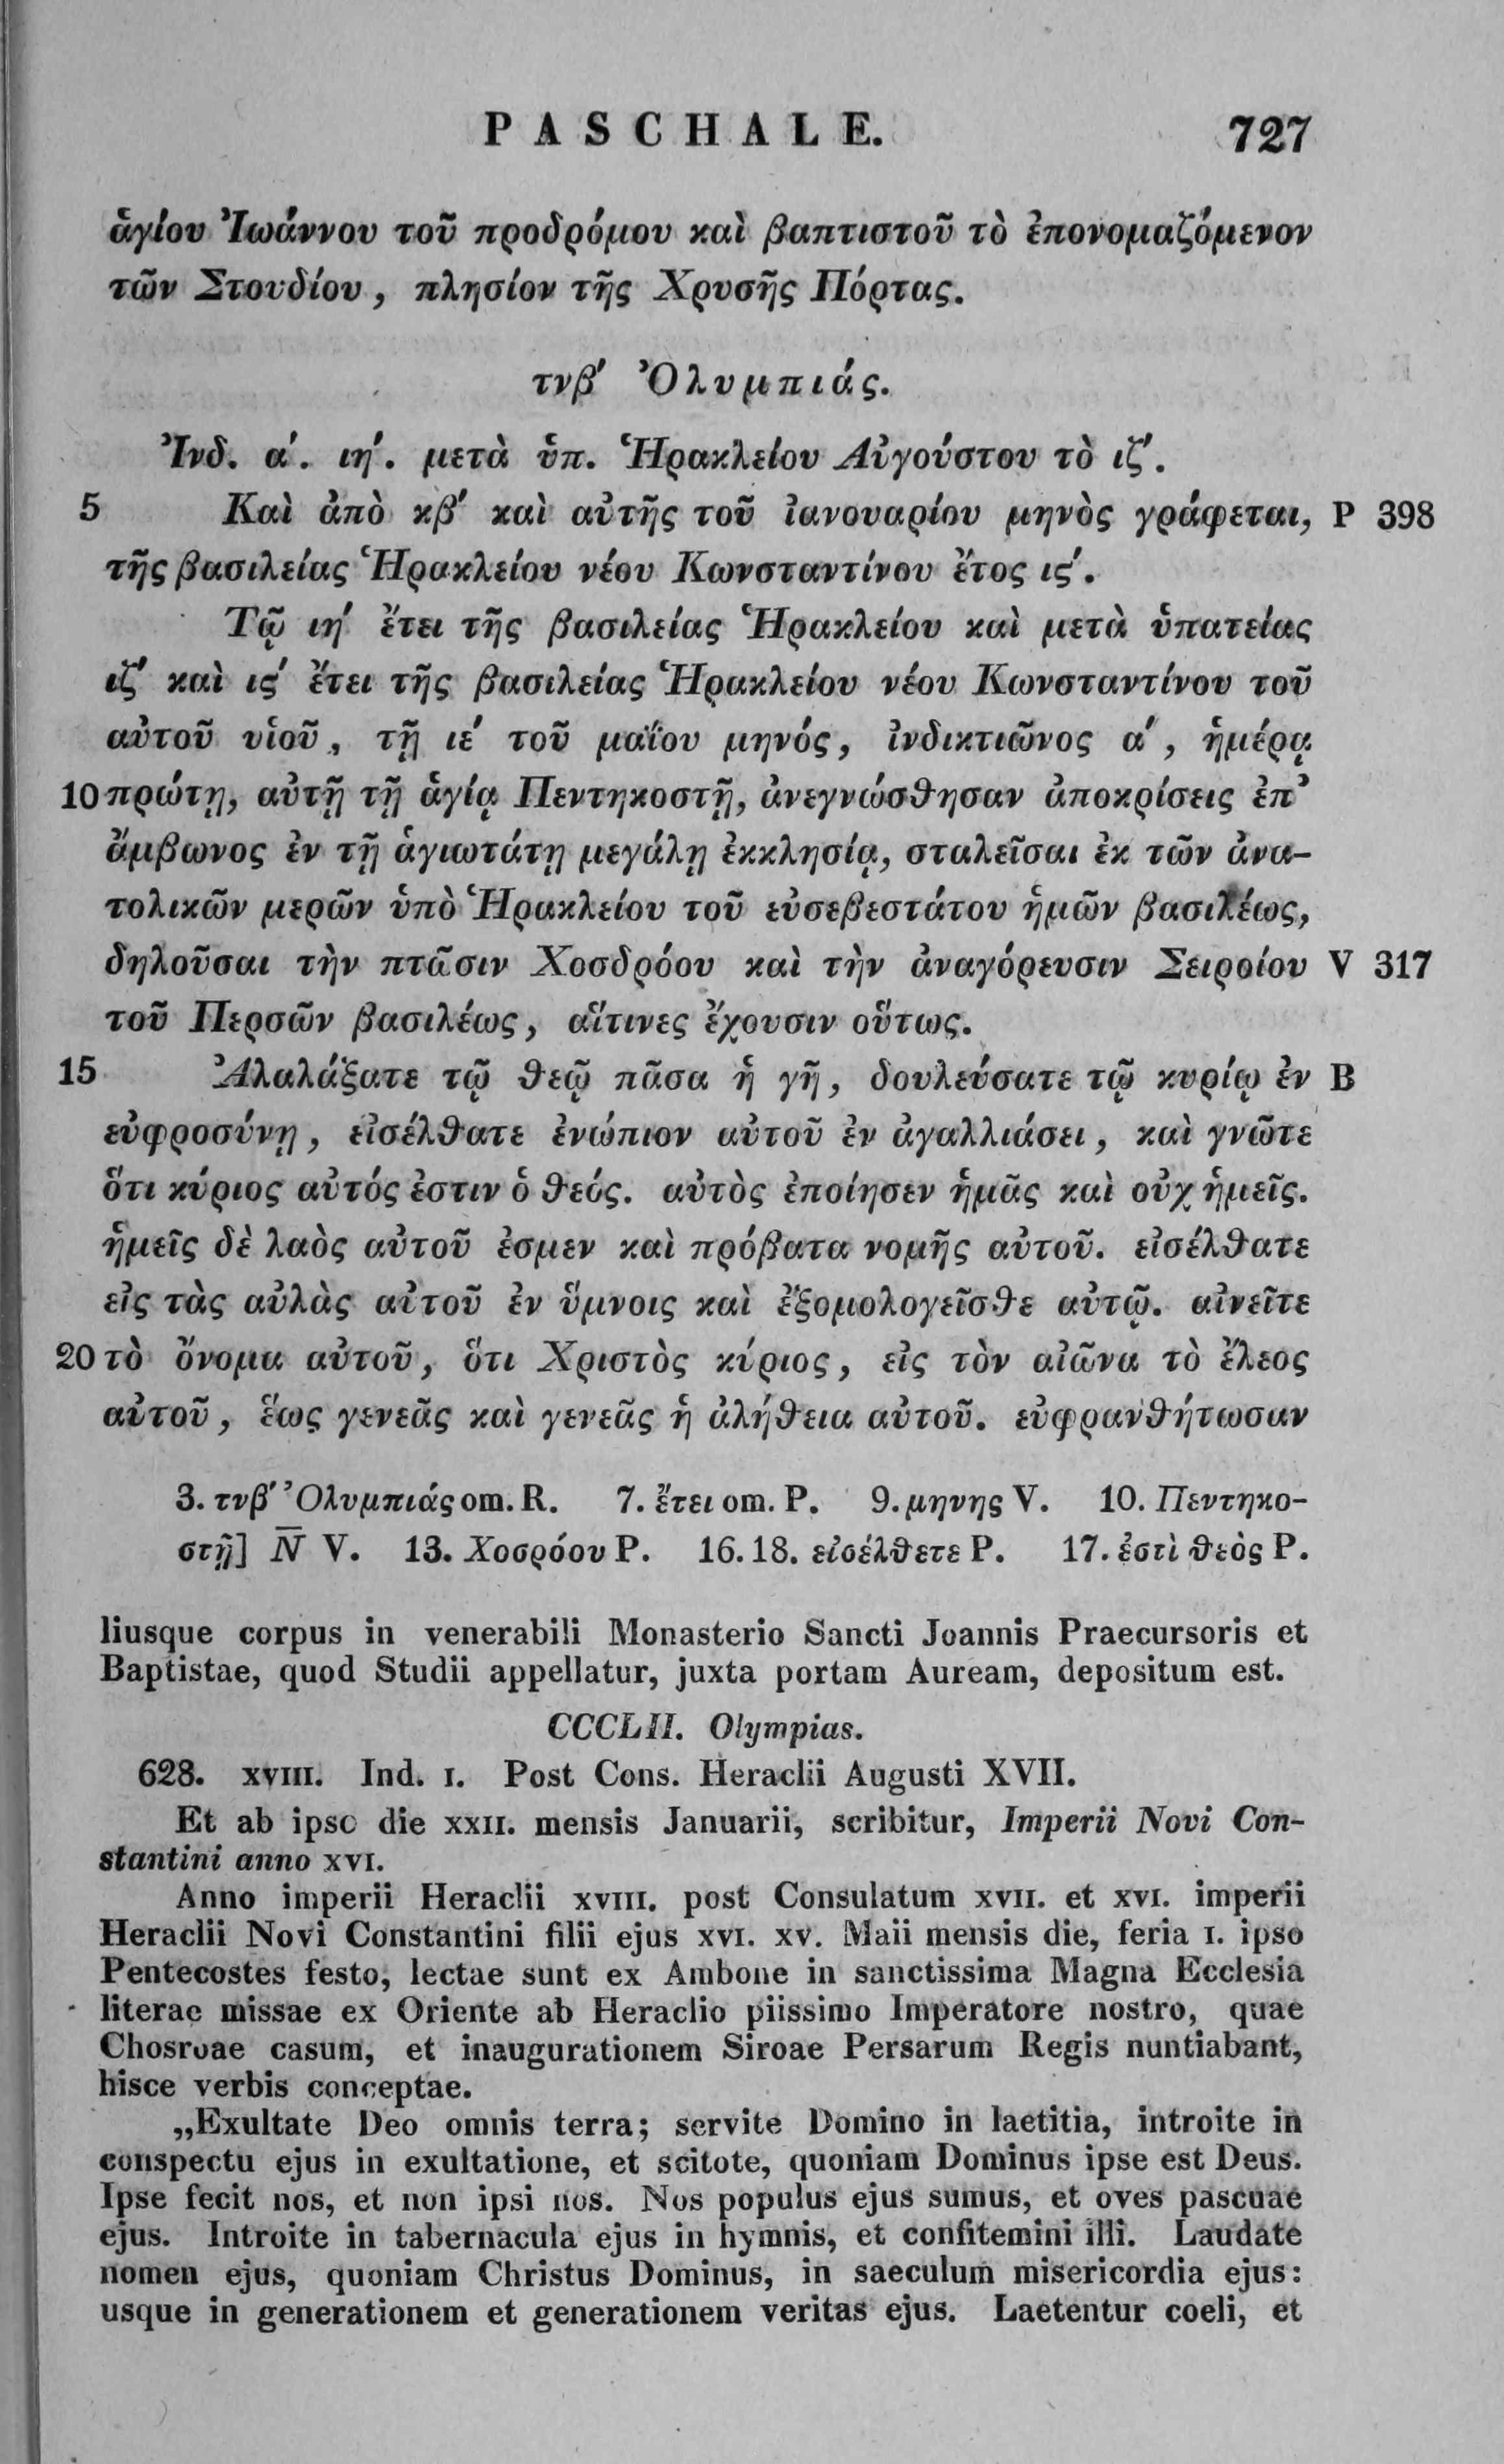 PASCHALE. 727
ἁγίου Ἰωάννου τοῦ προδρόμου καὶ βαπτιστοῦ τὸ ἐπονομαζόμενον
τῶν Στουδίου, πλησίον τῆς Χρυσῆς Πόρτας.
τνβʹ Ὀλυμπιάς.
Ἰνδ. αʹ. ιηʹ. μετὰ ὑπ. Ἡρακλείου Αὐγούστου τὸ ιζʹ.
5 Καὶ ἀπὸ κβʹ καὶ αὐτῆς τοῦ ἰανουαρίου μηνὸς γράφεται, P 398
τῆς βασιλείας Ἡρακλείου νέου Κωνσταντίνου ἔτος ιϛʹ.
Τῷ ιηʹ ἔτει τῆς βασιλείας Ἡρακλείου καὶ μετὰ ὑπατείας
ιζʹ καὶ ιϛʹ ἔτει τῆς βασιλείας Ἡρακλείου νέου Κωνσταντίνου τοῦ
αὐτοῦ υἱοῦ, τῇ ιεʹ τοῦ μαΐου μηνός, ἰνδικτιῶνος αʹ, ἡμέρᾳ
10 πρώτῃ, αὐτῇ τῇ ἁγίᾳ Πεντηκοστῇ, ἀνεγνώσθησαν ἀποκρίσεις ἐπ᾽
ἄμβωνος ἐν τῇ ἁγιωτάτῃ μεγάλῃ ἐκκλησίᾳ, σταλεῖσαι ἐκ τῶν ἀνα-
τολικῶν μερῶν ὑπὸ Ἡρακλείου τοῦ εὐσεβεστάτου ἡμῶν βασιλέως,
δηλοῦσαι τὴν πτῶσιν Χοσδρόου καὶ τὴν ἀναγόρευσιν Σειροίου V 317
τοῦ Περσῶν βασιλέως, αἵτινες ἔχουσιν οὕτως.
15 Ἀλαλάξατε τῷ θεῷ πᾶσα ἡ γῆ, δουλεύσατε τῷ κυρίῳ ἐν B
εὐφροσύνῃ, εἰσέλθατε ἐνώπιον αὐτοῦ ἐν ἀγαλλιάσει, καὶ γνῶτε
ὅτι κύριος αὐτός ἐστιν ὁ θεός. αὐτὸς ἐποίησεν ἡμᾶς καὶ οὐχ ἡμεῖς.
ἡμεῖς δὲ λαὸς αὐτοῦ ἐσμεν καὶ πρόβατα νομῆς αὐτοῦ. εἰσέλθατε
εἰς τὰς αὐλὰς αὐτοῦ ἐν ὕμνοις καὶ ἐξομολογεῖσθε αὐτῷ. αἰνεῖτε
20 τὸ ὄνομα αὐτοῦ, ὅτι Χριστὸς κύριος, εἰς τὸν αἰῶνα τὸ ἔλεος
αὐτοῦ, ἕως γενεᾶς καὶ γενεᾶς ἡ ἀλήθεια αὐτοῦ. εὐφρανθήτωσαν
3. τνβʹ Ὀλυμπιάς om. R. 7. ἔτει om. P. 9. μηνης V. 10. Πεντηκο-
στῇ] N̅ V. 13. Χοσρόου P. 16. 18. εἰσέλθετε P. 17. ἐστὶ θεὸς P.
liusque corpus in venerabili Monasterio Sancti Joannis Praecursoris et
Baptistae, quod Studii appellatur, juxta portam Auream, depositum est.
CCCLII. Olympias.
628. XVIII. Ind. I. Post Cons. Heraclii Augusti XVII.
Et ab ipso die XXII. mensis Januarii, scribitur, Imperii Novi Con-
stantini anno XVI.
Anno imperii Heraclii XVIII. post Consulatum XVII. et XVI. imperii
Heraclii Novi Constantini filii ejus XVI. XV. Maii mensis die, feria I. ipso
Pentecostes festo, lectae sunt ex Ambone in sanctissima Magna Ecclesia
literae missae ex Oriente ab Heraclio piissimo Imperatore nostro, quae
Chosroae casum, et inaugurationem Siroae Persarum Regis nuntiabant,
hisce verbis conceptae.
„Exultate Deo omnis terra; servite Domino in laetitia, introite in
conspectu ejus in exultatione, et scitote, quoniam Dominus ipse est Deus.
Ipse fecit nos, et non ipsi nos. Nos populus ejus sumus, et oves pascuae
ejus. Introite in tabernacula ejus in hymnis, et confitemini illi. Laudate
nomen ejus, quoniam Christus Dominus, in saeculum misericordia ejus:
usque in generationem et generationem veritas ejus. Laetentur coeli, et